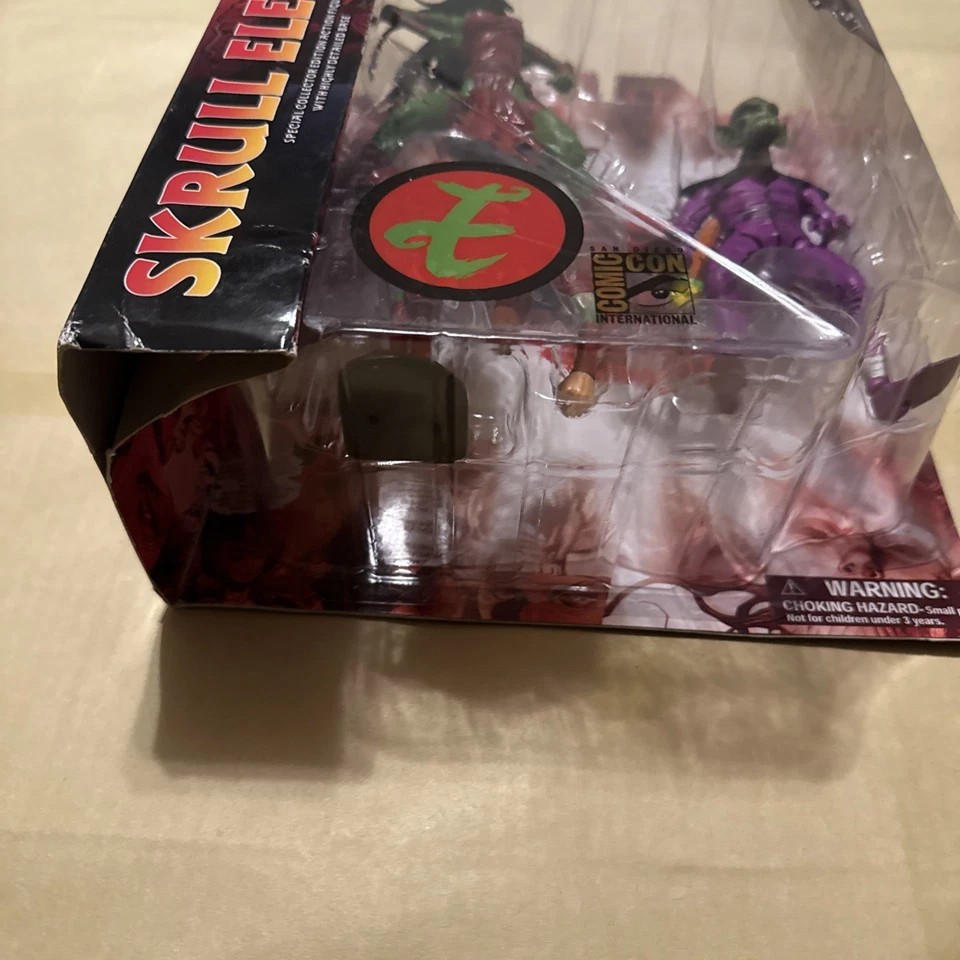 SKRULL ELE
SPECIAL COLLECTOR EDITION ACTION FIGU
WITH HIGHLY DETAILED BASE
SAN DIEGO
COMIC CON
INTERNATIONAL
WARNING:
CHOKING HAZARD-Small
Not for children under 3 years.